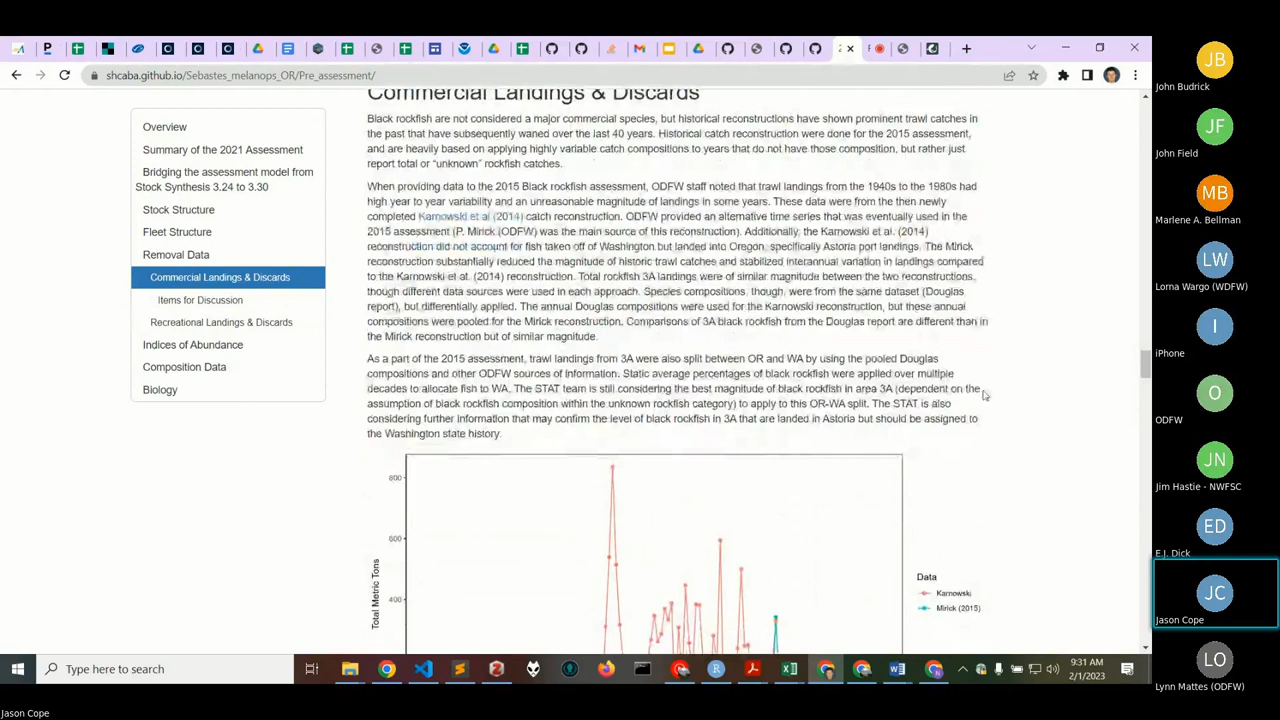 shcaba.github.io/Sebastes_melanops_OR/Pre_assessment/
Overview
Summary of the 2021 Assessment
Bridging the assessment model from
Stock Synthesis 3.24 to 3.30
Stock Structure
Fleet Structure
Removal Data
Commercial Landings & Discards
Items for Discussion
Recreational Landings & Discards
Indices of Abundance
Composition Data
Biology
Commercial Landings & Discards
Black rockfish are not considered a major commercial species, but historical reconstructions have shown prominent trawl catches in
the past that have subsequently waned over the last 40 years. Historical catch reconstruction were done for the 2015 assessment,
and are heavily based on applying highly variable catch compositions to years that do not have those composition, but rather just
report total or “unknown” rockfish catches.
When providing data to the 2015 Black rockfish assessment, ODFW staff noted that trawl landings from the 1940s to the 1980s had
high year to year variability and an unreasonable magnitude of landings in some years. These data were from the then newly
completed Karnowski et al (2014) catch reconstruction. ODFW provided an alternative time series that was eventually used in the
2015 assessment (P. Mirick (ODFW) was the main source of this reconstruction). Additionally, the Karnowski et al. (2014)
reconstruction did not account for fish taken off of Washington but landed into Oregon, specifically Astoria port landings. The Mirick
reconstruction substantially reduced the magnitude of historic trawl catches and stabilized interannual variation in landings compared
to the Karnowski et al. (2014) reconstruction. Total rockfish 3A landings were of similar magnitude between the two reconstructions,
though different data sources were used in each approach. Species compositions, though, were from the same dataset (Douglas
report), but differentially applied. The annual Douglas compositions were used for the Karnowski reconstruction, but these annual
compositions were pooled for the Mirick reconstruction. Comparisons of 3A black rockfish from the Douglas report are different than in
the Mirick reconstruction but of similar magnitude.
As a part of the 2015 assessment, trawl landings from 3A were also split between OR and WA by using the pooled Douglas
compositions and other ODFW sources of information. Static average percentages of black rockfish were applied over multiple
decades to allocate fish to WA. The STAT team is still considering the best magnitude of black rockfish in area 3A (dependent on the
assumption of black rockfish composition within the unknown rockfish category) to apply to this OR-WA split. The STAT is also
considering further information that may confirm the level of black rockfish in 3A that are landed in Astoria but should be assigned to
the Washington state history.
800
600
400
Total Metric Tons
Data
Karnowski
Mirick (2015)
Type here to search
9:31 AM
2/1/2023
JB
John Budrick
JF
John Field
MB
Marlene A. Bellman
LW
Lorna Wargo (WDFW)
I
iPhone
O
ODFW
JN
Jim Hastie - NWFSC
ED
E.J. Dick
JC
Jason Cope
LO
Lynn Mattes (ODFW)
Jason Cope